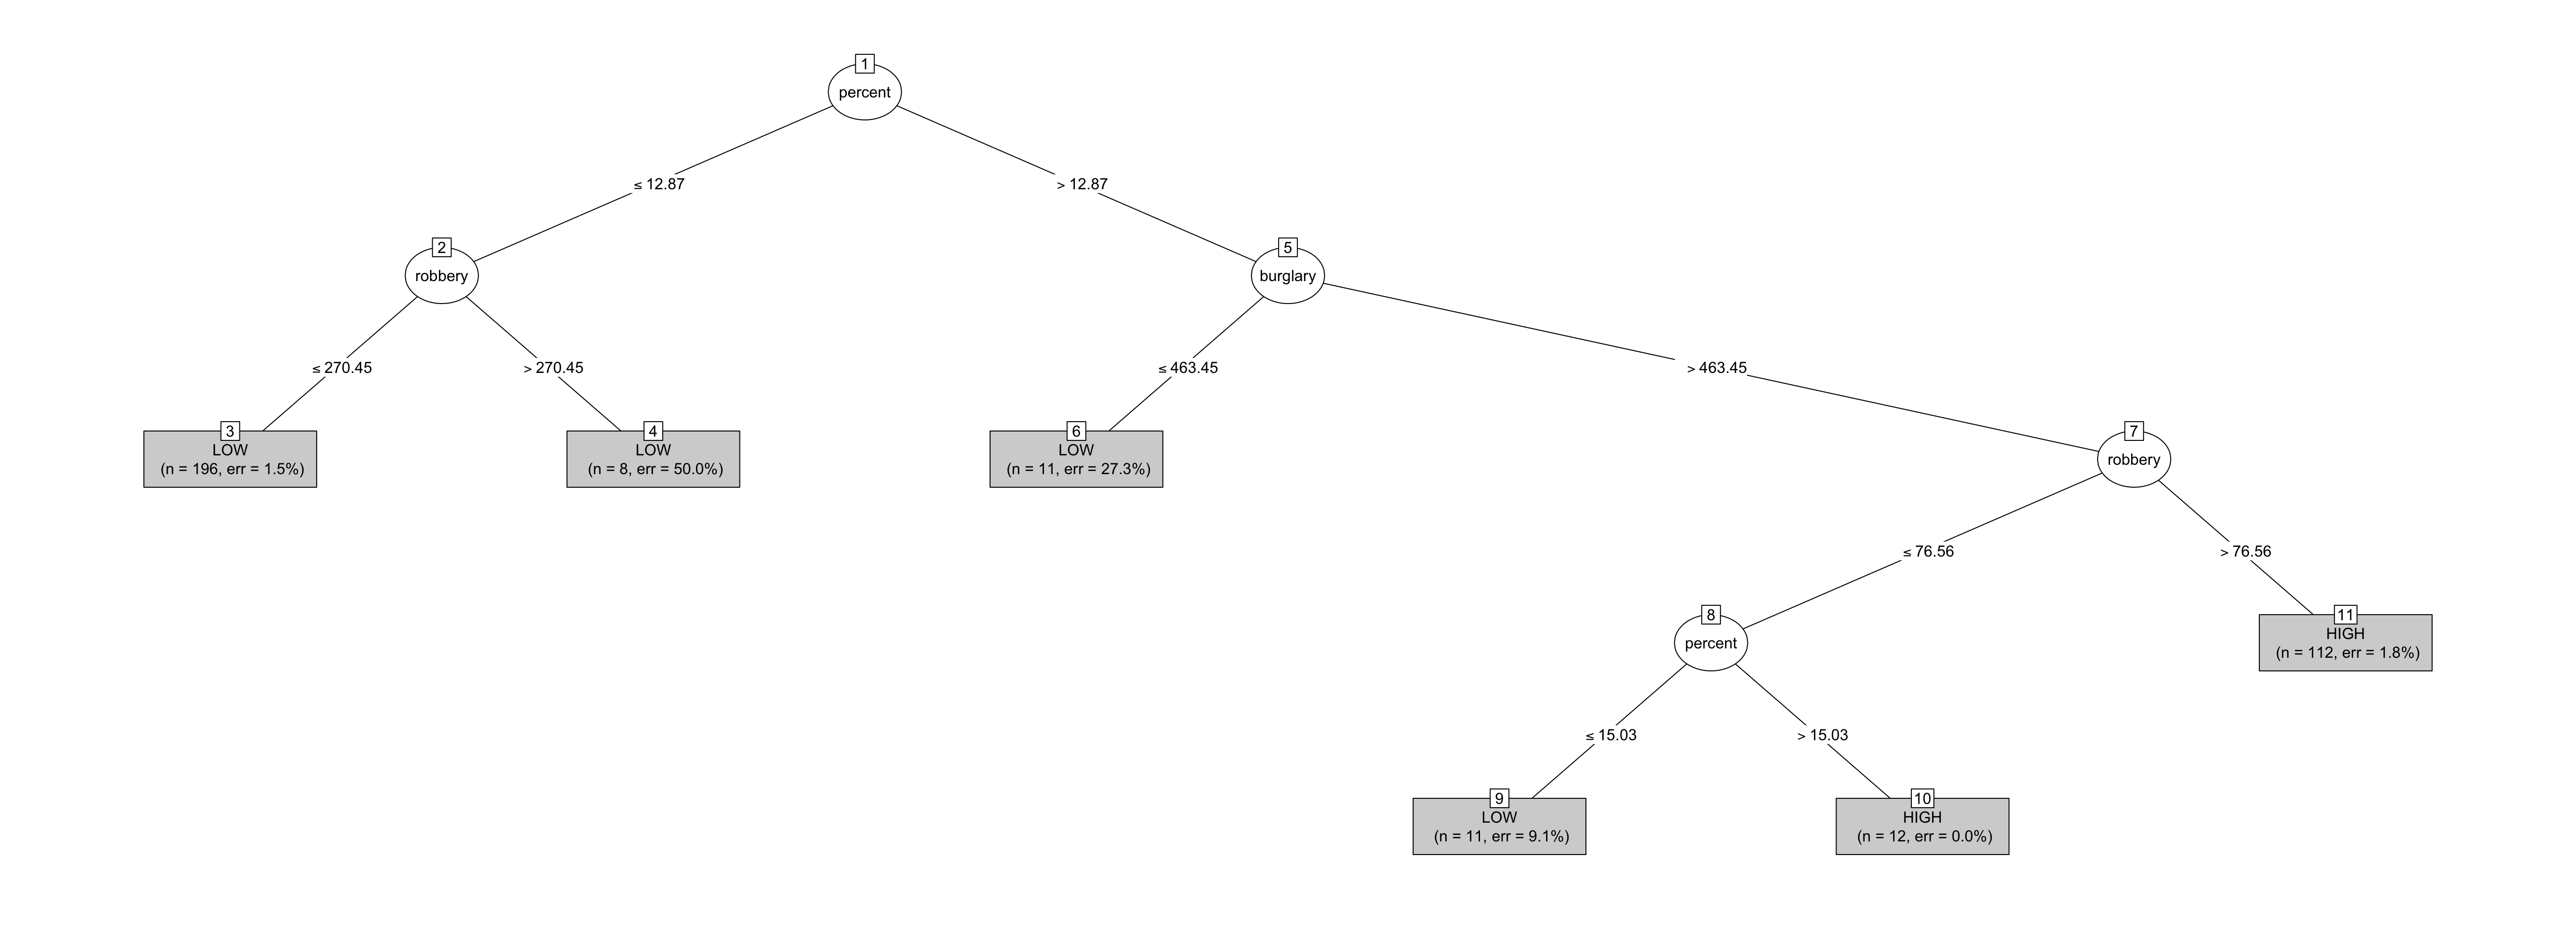 1
percent
≤ 12.87
> 12.87
2
robbery
5
burglary
≤ 270.45
> 270.45
≤ 463.45
> 463.45
3
LOW
(n = 196, err = 1.5%)
4
LOW
(n = 8, err = 50.0%)
6
LOW
(n = 11, err = 27.3%)
7
robbery
≤ 76.56
> 76.56
8
percent
11
HIGH
(n = 112, err = 1.8%)
≤ 15.03
> 15.03
9
LOW
(n = 11, err = 9.1%)
10
HIGH
(n = 12, err = 0.0%)